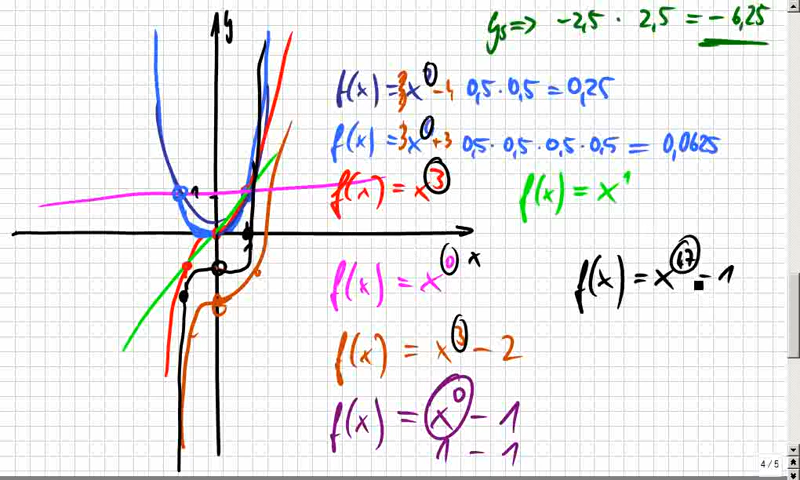 ys => -2,5 · 2,5 = -6,25
y
f(x) = 3x⁰ - 4 0,5 · 0,5 = 0,25
f(x) = 3x⁰ + 3 0,5 · 0,5 · 0,5 · 0,5 = 0,0625
1
f(x) = x³ f(x) = x¹
x
f(x) = x⁰ f(x) = x¹⁷ - 1
f(x) = x³ - 2
f(x) = x⁰ - 1
1 - 1
4 / 5